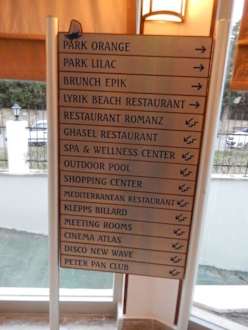 PARK ORANGE
PARK LILAC
BRUNCH EPIK
LYRIK BEACH RESTAURANT
RESTAURANT ROMANZ
GHASEL RESTAURANT
SPA & WELLNESS CENTER
OUTDOOR POOL
SHOPPING CENTER
MEDITERRANEAN RESTAURANT
KLEPPS BILLARD
MEETING ROOMS
CINEMA ATLAS
DISCO NEW WAVE
PETER PAN CLUB